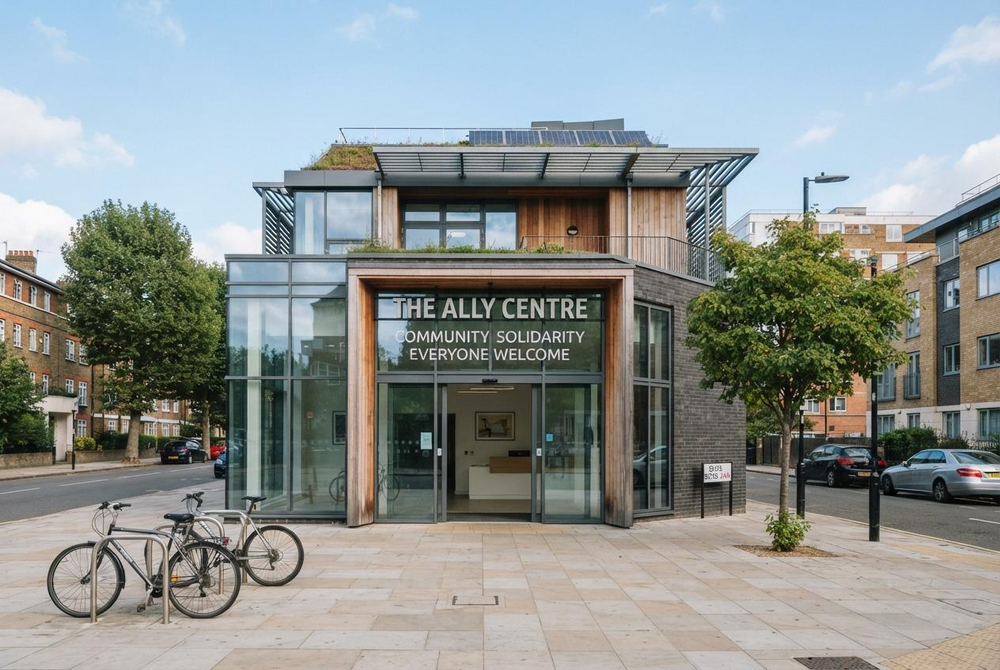 THE ALLY CENTRE
COMMUNITY SOLIDARITY
EVERYONE WELCOME